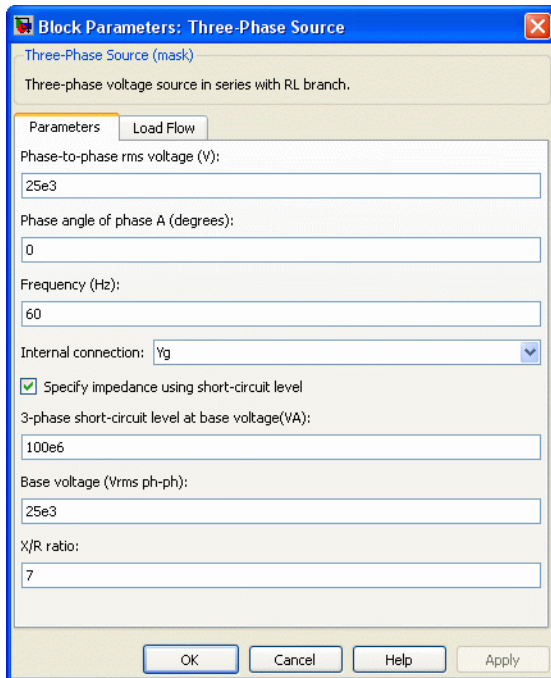 Block Parameters: Three-Phase Source
Three-Phase Source (mask)
Three-phase voltage source in series with RL branch.
Parameters Load Flow
Phase-to-phase rms voltage (V):
25e3
Phase angle of phase A (degrees):
0
Frequency (Hz):
60
Internal connection: Yg
Specify impedance using short-circuit level
3-phase short-circuit level at base voltage(VA):
100e6
Base voltage (Vrms ph-ph):
25e3
X/R ratio:
7
OK Cancel Help Apply